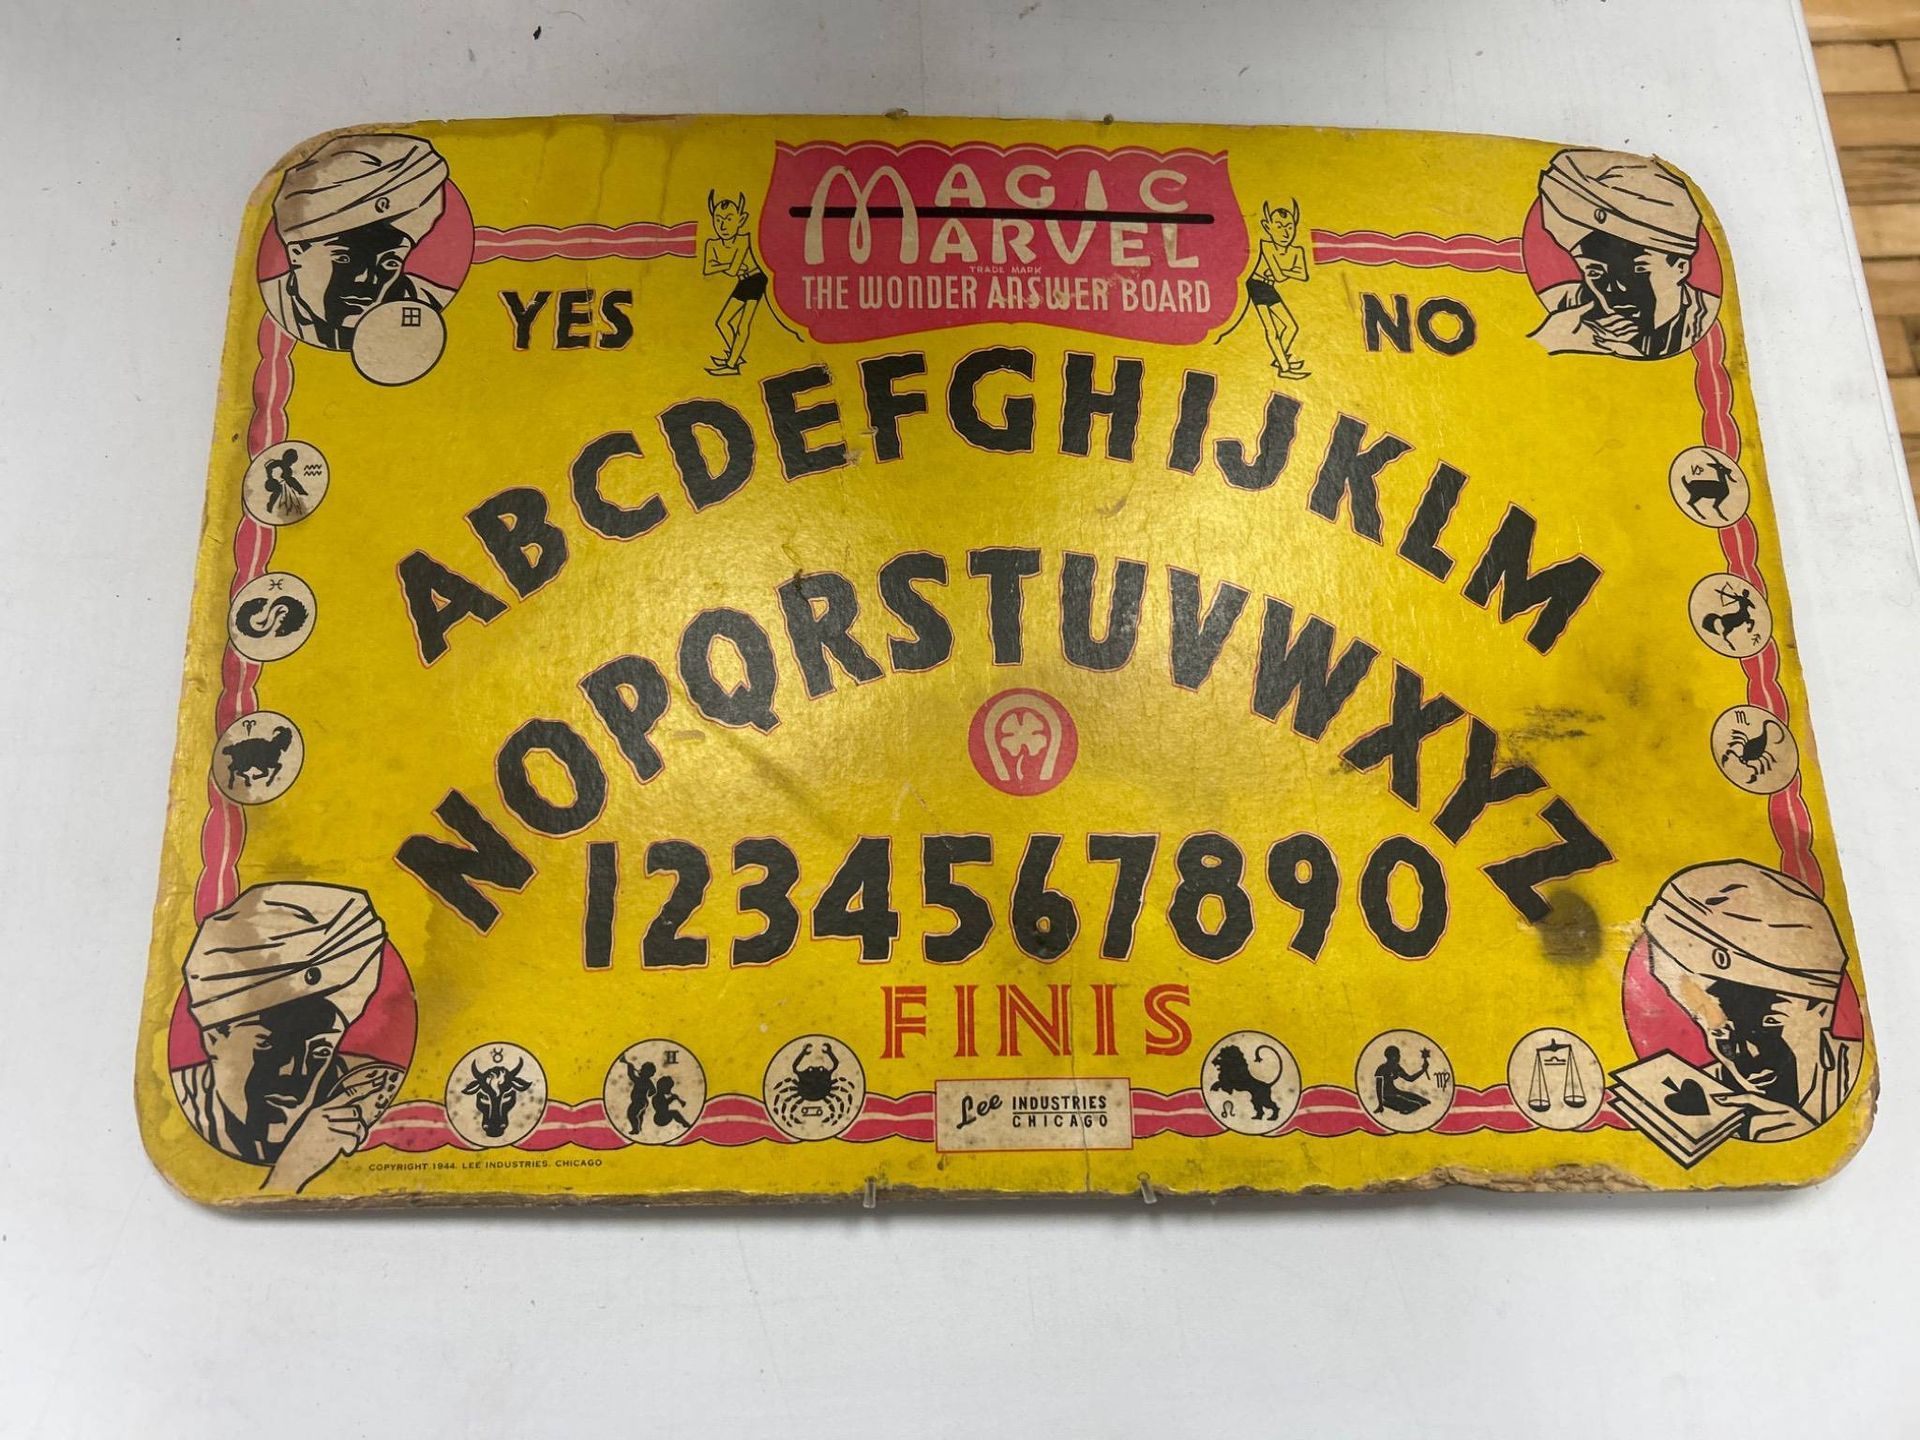 MAGIC
MARVEL
TRADE MARK
THE WONDER ANSWER BOARD
YES
NO
ABCDEFGHIJKLM
NOPQRSTUVWXYZ
1234567890
FINIS
Lee INDUSTRIES
CHICAGO
COPYRIGHT 1944. LEE INDUSTRIES. CHICAGO